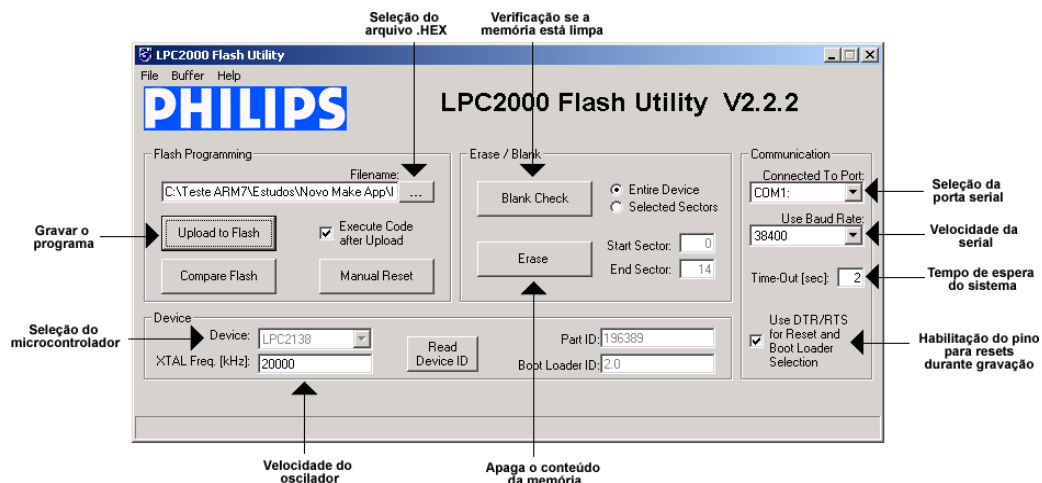 Seleção do
arquivo .HEX
Verificação se a
memória está limpa
LPC2000 Flash Utility
File Buffer Help
PHILIPS
LPC2000 Flash Utility V2.2.2
Flash Programming
Filename:
C:\Teste ARM7\Estudos\Novo Make App\
...
Gravar o
programa
Upload to Flash
Execute Code
after Upload
Compare Flash
Manual Reset
Erase / Blank
Blank Check
Entire Device
Selected Sectors
Erase
Start Sector: 0
End Sector: 14
Communication
Connected To Port:
COM1:
Seleção da
porta serial
Use Baud Rate:
38400
Velocidade da
serial
Time-Out [sec]: 2
Tempo de espera
do sistema
Use DTR/RTS
for Reset and
Boot Loader
Selection
Habilitação do pino
para resets
durante gravação
Seleção do
microcontrolador
Device
Device: LPC2138
XTAL Freq. [kHz]: 20000
Read
Device ID
Part ID: 196389
Boot Loader ID: 2.0
Velocidade do
oscilador
Apaga o conteúdo
da memória